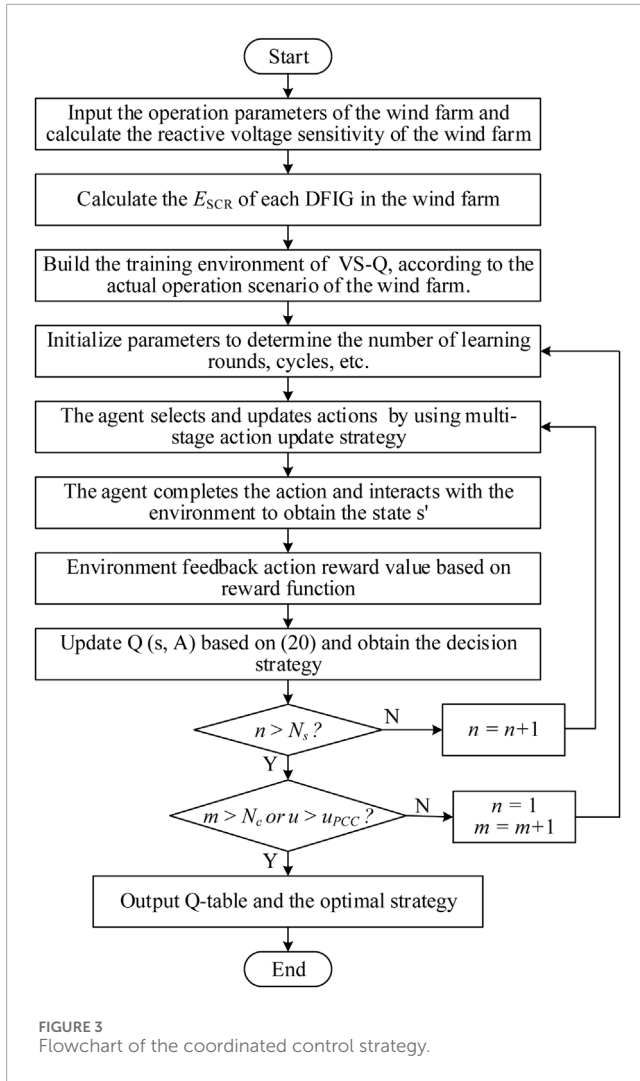 Start
Input the operation parameters of the wind farm and
calculate the reactive voltage sensitivity of the wind farm
Calculate the E_SCR of each DFIG in the wind farm
Build the training environment of VS-Q, according to the
actual operation scenario of the wind farm.
Initialize parameters to determine the number of learning
rounds, cycles, etc.
The agent selects and updates actions by using multi-
stage action update strategy
The agent completes the action and interacts with the
environment to obtain the state s'
Environment feedback action reward value based on
reward function
Update Q (s, A) based on (20) and obtain the decision
strategy
n > N_s ?
N
n = n+1
Y
m > N_c or u > u_PCC ?
N
n = 1
m = m+1
Y
Output Q-table and the optimal strategy
End
FIGURE 3
Flowchart of the coordinated control strategy.